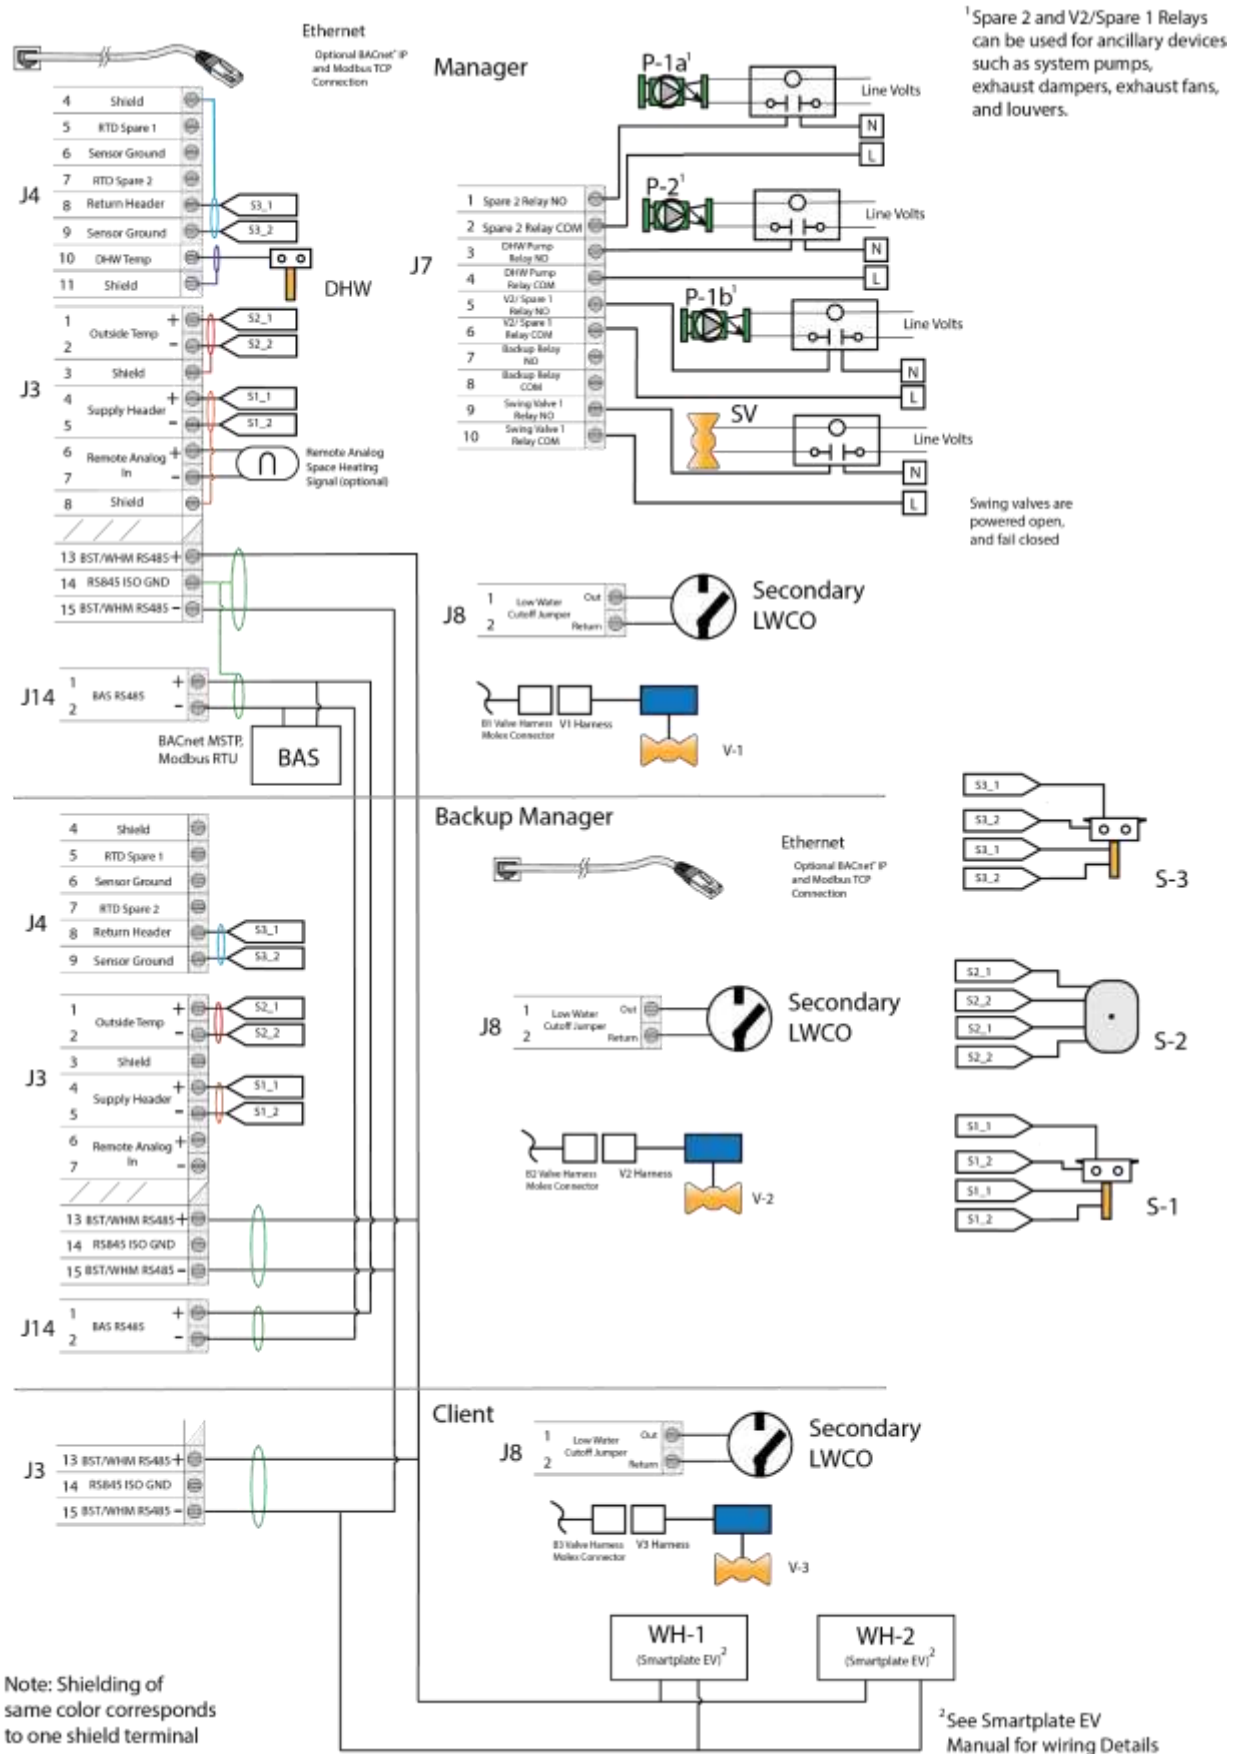 Ethernet
Optional BACnet® IP
and Modbus TCP
Connection
Manager
¹Spare 2 and V2/Spare 1 Relays
can be used for ancillary devices
such as system pumps,
exhaust dampers, exhaust fans,
and louvers.
J4
4 Shield
5 RTD Spare 1
6 Sensor Ground
7 RTD Spare 2
8 Return Header
9 Sensor Ground
10 DHW Temp
11 Shield
S3_1
S3_2
DHW
J3
1 +
Outside Temp
2 -
3 Shield
4 +
Supply Header
5 -
6 +
Remote Analog
In
7 -
8 Shield
S2_1
S2_2
S1_1
S1_2
Remote Analog
Space Heating
Signal (optional)
13 BST/WHM RS485 +
14 RS845 ISO GND
15 BST/WHM RS485 -
J14
1 +
BAS RS485
2 -
BACnet MSTP,
Modbus RTU
BAS
J7
1 Spare 2 Relay NO
2 Spare 2 Relay COM
3 DHW Pump
Relay NO
4 DHW Pump
Relay COM
5 V2/ Spare 1
Relay NO
6 V2/ Spare 1
Relay COM
7 Backup Relay
NO
8 Backup Relay
COM
9 Swing Valve 1
Relay NO
10 Swing Valve 1
Relay COM
P-1a¹
Line Volts
N
L
P-2¹
Line Volts
N
L
P-1b¹
Line Volts
N
L
SV
Line Volts
N
L
Swing valves are
powered open,
and fail closed
J8
1 Out
Low Water
Cutoff Jumper
2 Return
Secondary
LWCO
B1 Valve Harness
Molex Connector
V1 Harness
V-1
Backup Manager
Ethernet
Optional BACnet® IP
and Modbus TCP
Connection
J4
4 Shield
5 RTD Spare 1
6 Sensor Ground
7 RTD Spare 2
8 Return Header
9 Sensor Ground
S3_1
S3_2
J3
1 +
Outside Temp
2 -
3 Shield
4 +
Supply Header
5 -
6 +
Remote Analog
In
7 -
S2_1
S2_2
S1_1
S1_2
13 BST/WHM RS485 +
14 RS845 ISO GND
15 BST/WHM RS485 -
J14
1 +
BAS RS485
2 -
J8
1 Out
Low Water
Cutoff Jumper
2 Return
Secondary
LWCO
B2 Valve Harness
Molex Connector
V2 Harness
V-2
S3_1
S3_2
S3_1
S3_2
S-3
S2_1
S2_2
S2_1
S2_2
S-2
S1_1
S1_2
S1_1
S1_2
S-1
Client
J3
13 BST/WHM RS485 +
14 RS845 ISO GND
15 BST/WHM RS485 -
J8
1 Out
Low Water
Cutoff Jumper
2 Return
Secondary
LWCO
B3 Valve Harness
Molex Connector
V3 Harness
V-3
WH-1
(Smartplate EV)²
WH-2
(Smartplate EV)²
Note: Shielding of
same color corresponds
to one shield terminal
²See Smartplate EV
Manual for wiring Details